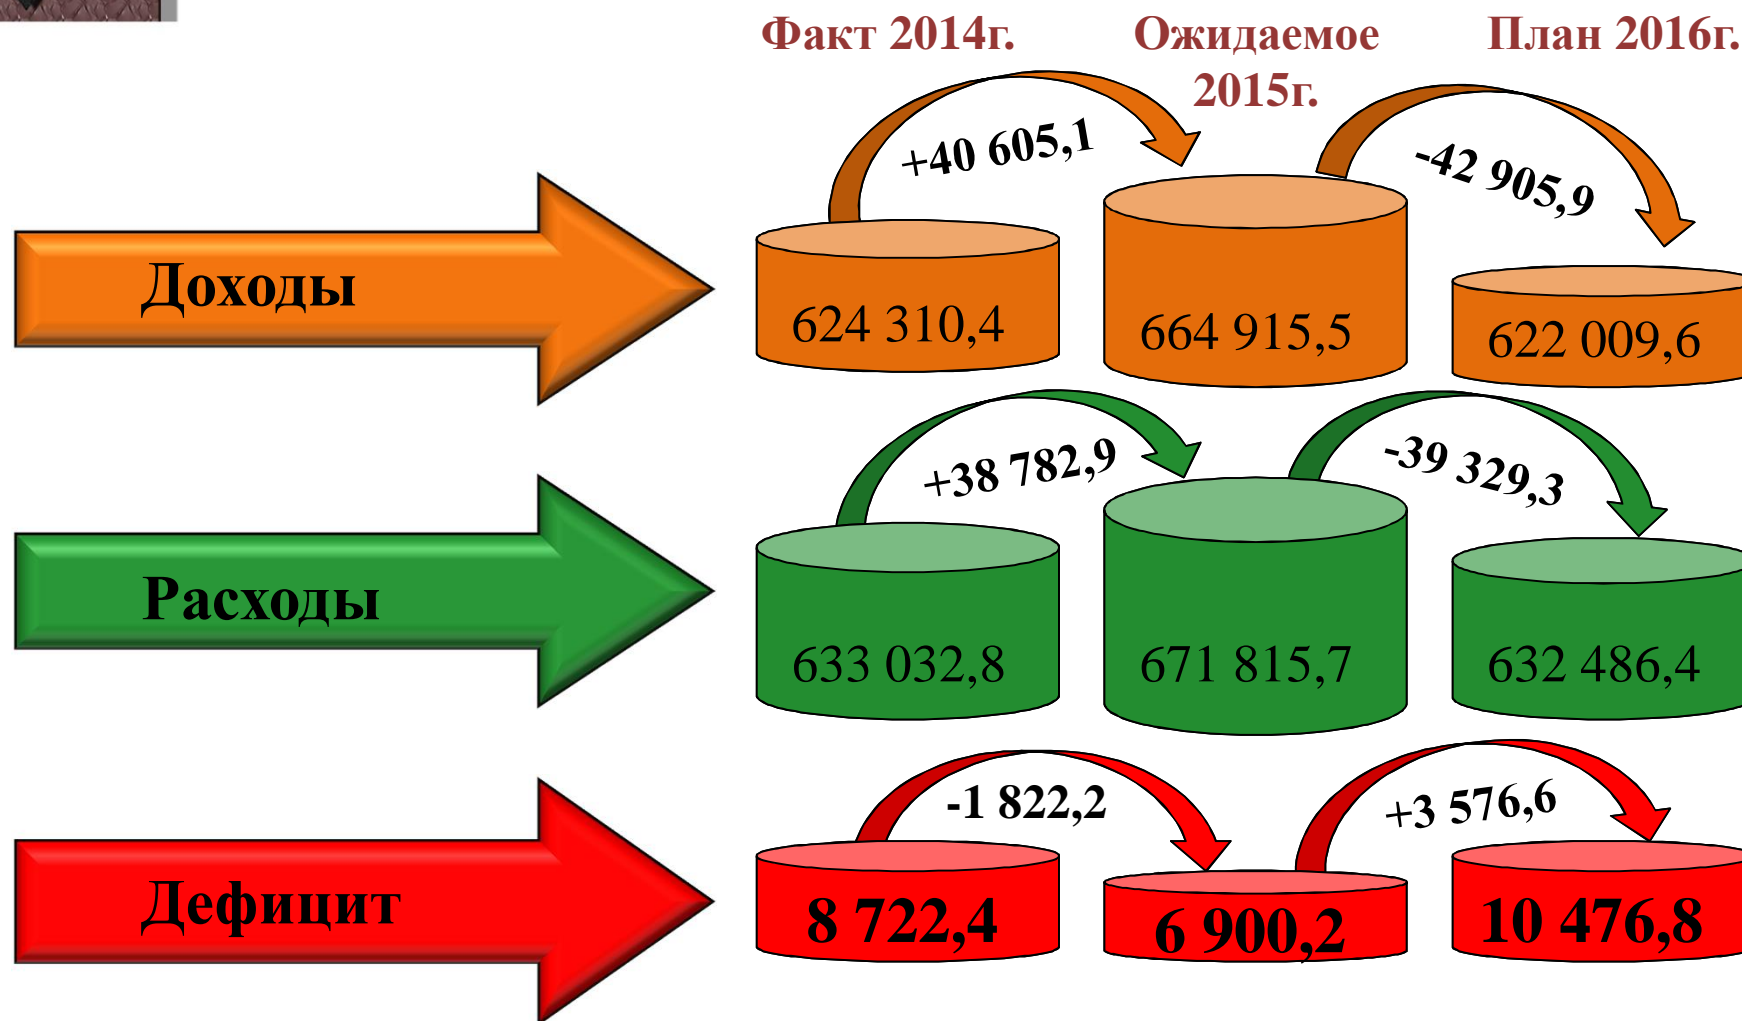 Факт 2014г.
Ожидаемое
2015г.
План 2016г.
+40 605,1
-42 905,9
Доходы
624 310,4
664 915,5
622 009,6
+38 782,9
-39 329,3
Расходы
633 032,8
671 815,7
632 486,4
-1 822,2
+3 576,6
Дефицит
8 722,4
6 900,2
10 476,8